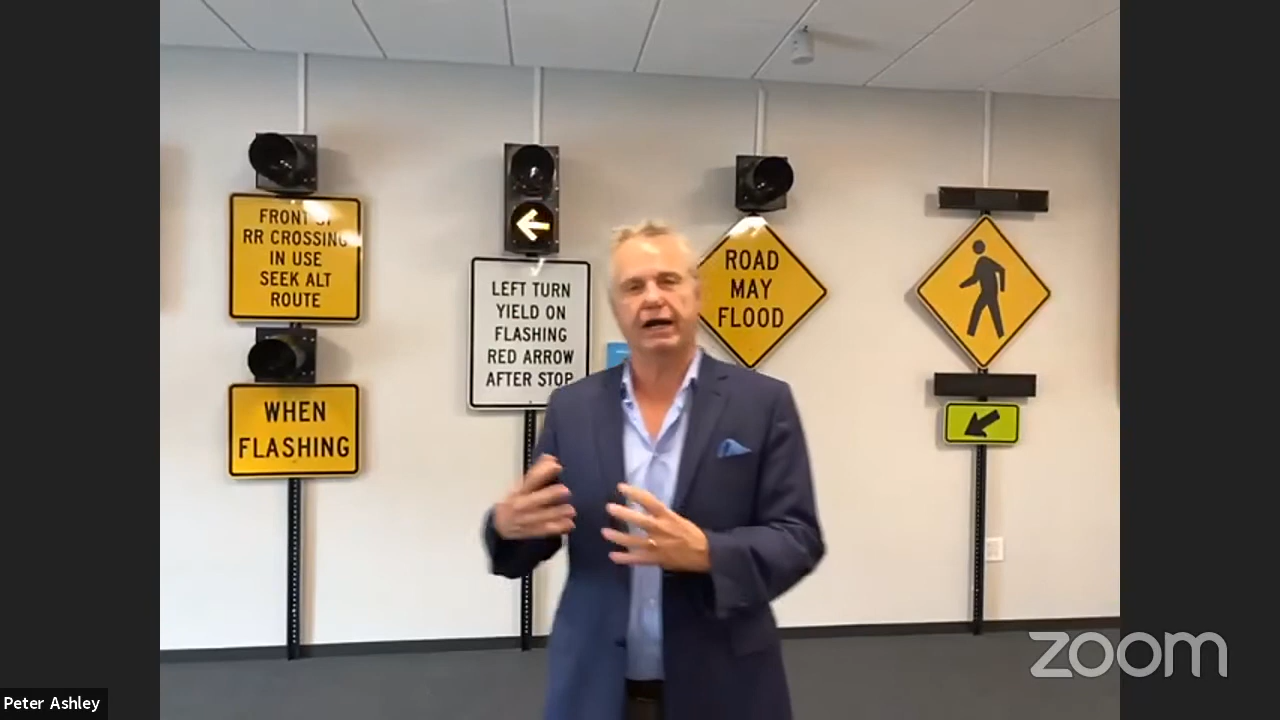 FRONT OF
RR CROSSING
IN USE
SEEK ALT
ROUTE
WHEN
FLASHING
LEFT TURN
YIELD ON
FLASHING
RED ARROW
AFTER STOP
ROAD
MAY
FLOOD
zoom
Peter Ashley